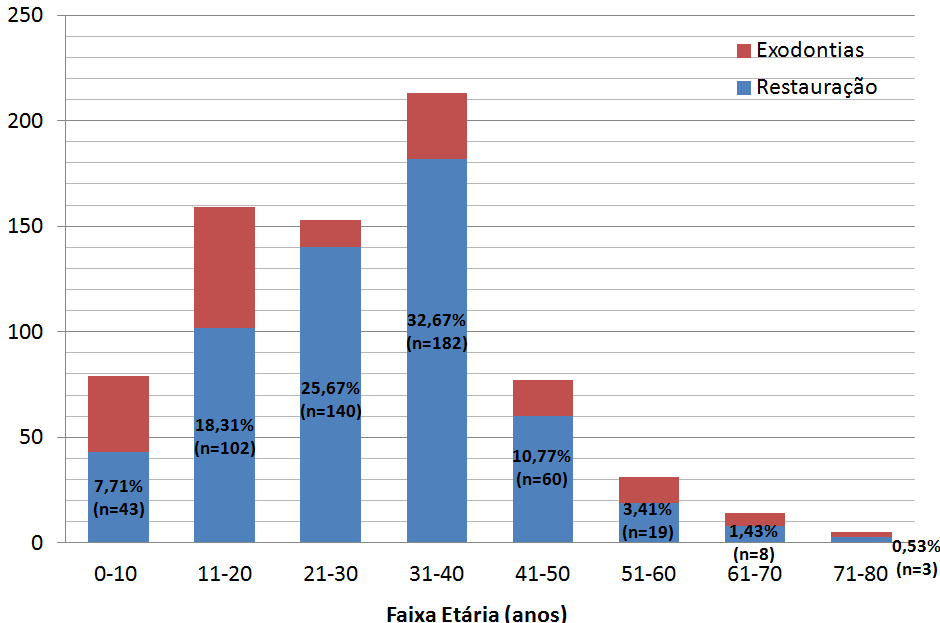 250
200
150
100
50
0
Exodontias
Restauração
7,71%
(n=43)
18,31%
(n=102)
25,67%
(n=140)
32,67%
(n=182)
10,77%
(n=60)
3,41%
(n=19)
1,43%
(n=8)
0,53%
(n=3)
0-10 11-20 21-30 31-40 41-50 51-60 61-70 71-80
Faixa Etária (anos)